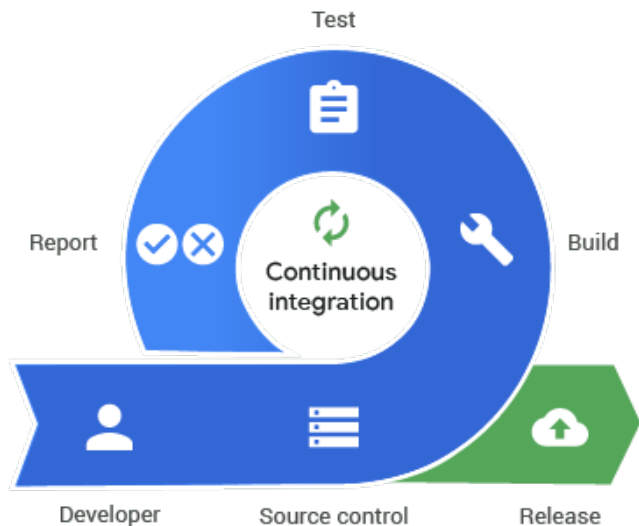 Test
Report
Build
Continuous
integration
Developer
Source control
Release